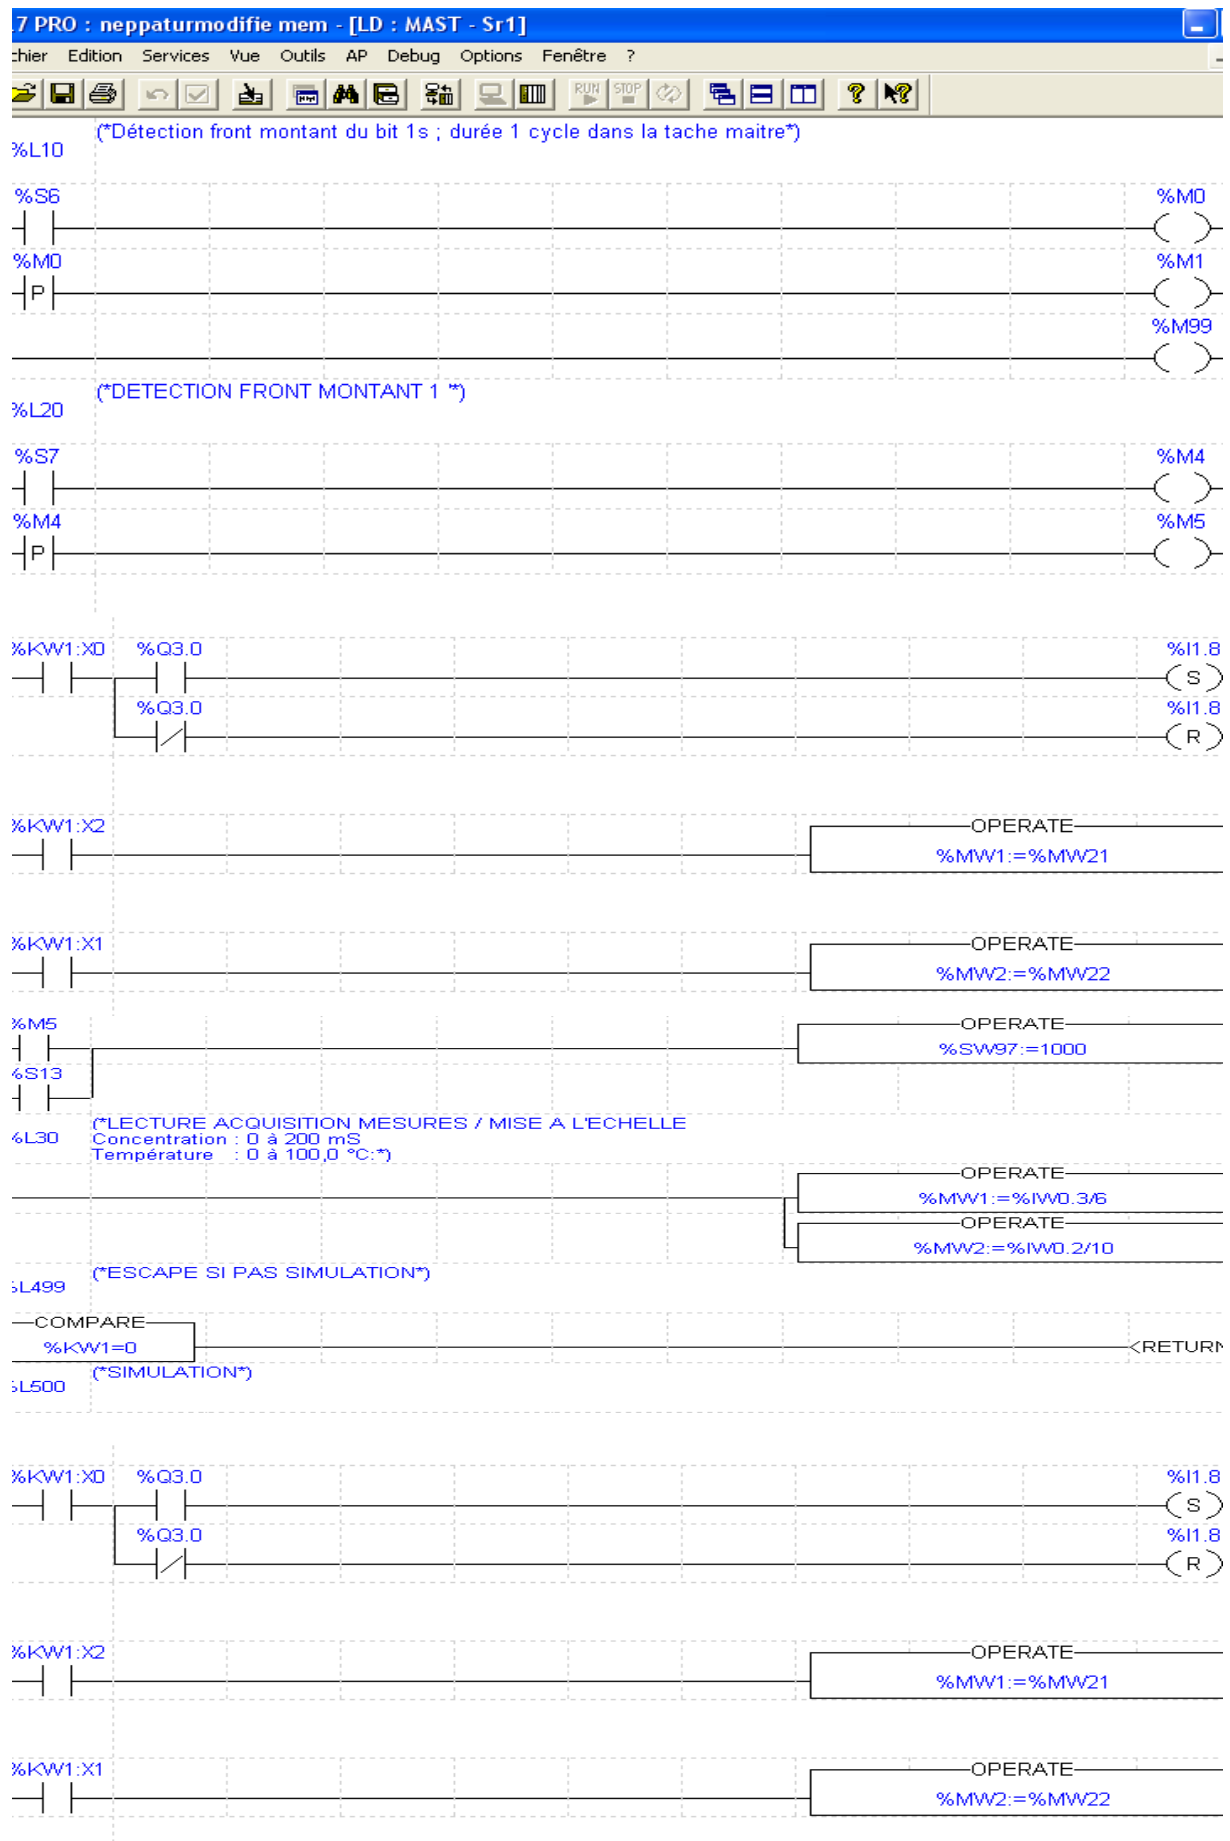 .7 PRO : neppaturmodifie mem - [LD : MAST - Sr1]
chier Edition Services Vue Outils AP Debug Options Fenêtre ?
RUN STOP
(*Détection front montant du bit 1s ; durée 1 cycle dans la tache maitre*)
%L10
%S6 %M0
%M0 %M1
P
%M99
(*DETECTION FRONT MONTANT 1 '*)
%L20
%S7 %M4
%M4 %M5
P
%KW1:X0 %Q3.0 %I1.8
S
%Q3.0 %I1.8
R
%KW1:X2 OPERATE
%MW1:=%MW21
%KW1:X1 OPERATE
%MW2:=%MW22
%M5 OPERATE
%SW97:=1000
%S13
(*LECTURE ACQUISITION MESURES / MISE A L'ECHELLE
%L30 Concentration : 0 à 200 mS
Température : 0 à 100,0 °C:*)
OPERATE
%MW1:=%IW0.3/6
OPERATE
%MW2:=%IW0.2/10
(*ESCAPE SI PAS SIMULATION*)
%L499
COMPARE
%KW1=0 <RETURN
(*SIMULATION*)
%L500
%KW1:X0 %Q3.0 %I1.8
S
%Q3.0 %I1.8
R
%KW1:X2 OPERATE
%MW1:=%MW21
%KW1:X1 OPERATE
%MW2:=%MW22